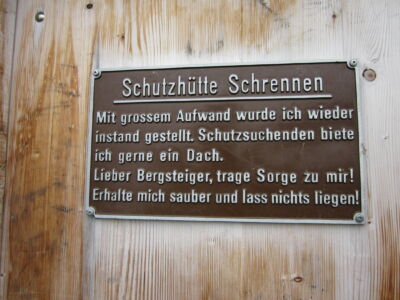 Schutzhütte Schrennen
Mit grossem Aufwand wurde ich wieder
instand gestellt. Schutzsuchenden biete
ich gerne ein Dach.
Lieber Bergsteiger, trage Sorge zu mir!
Erhalte mich sauber und lass nichts liegen!